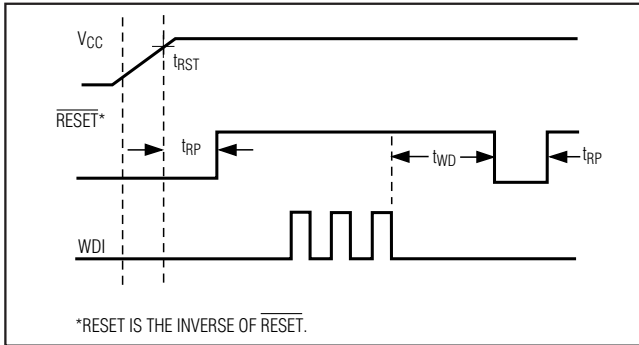 VCC
tRST
RESET*
tRP
tWD
tRP
WDI
*RESET IS THE INVERSE OF RESET.